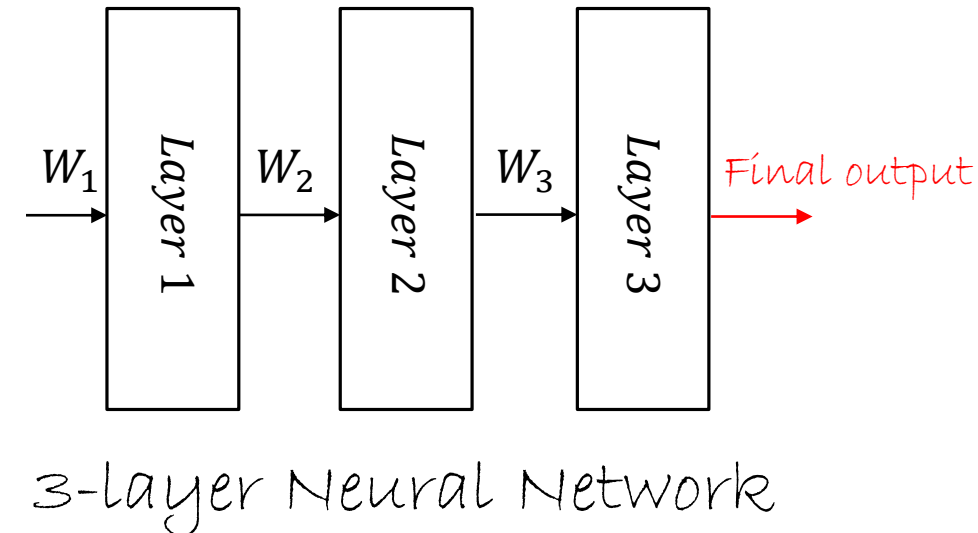 W₁
Layer 1
W₂
Layer 2
W₃
Layer 3
Final output
3-layer Neural Network